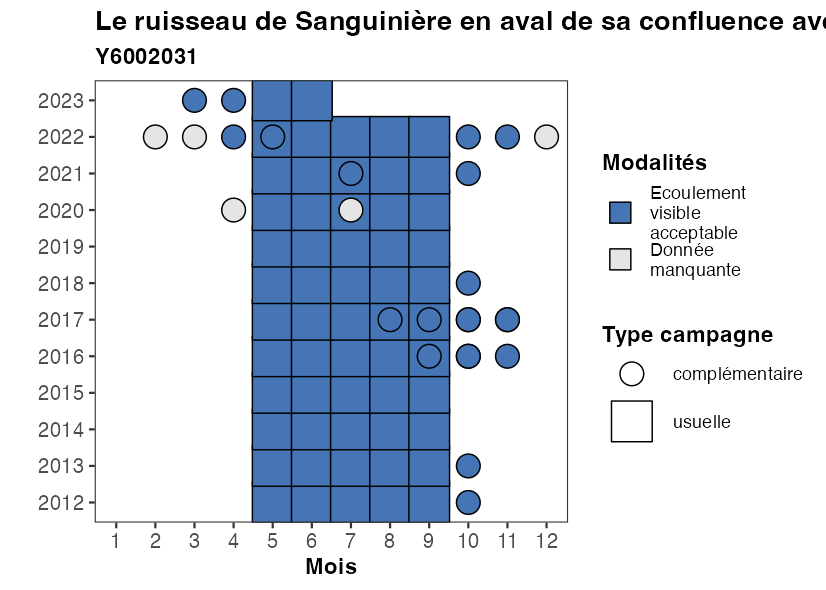 Le ruisseau de Sanguinière en aval de sa confluence
Y6002031
2023
2022
2021
2020
2019
2018
2017
2016
2015
2014
2013
2012
1 2 3 4 5 6 7 8 9 10 11 12
Mois
Modalités
Ecoulement
visible
acceptable
Donnée
manquante
Type campagne
complémentaire
usuelle